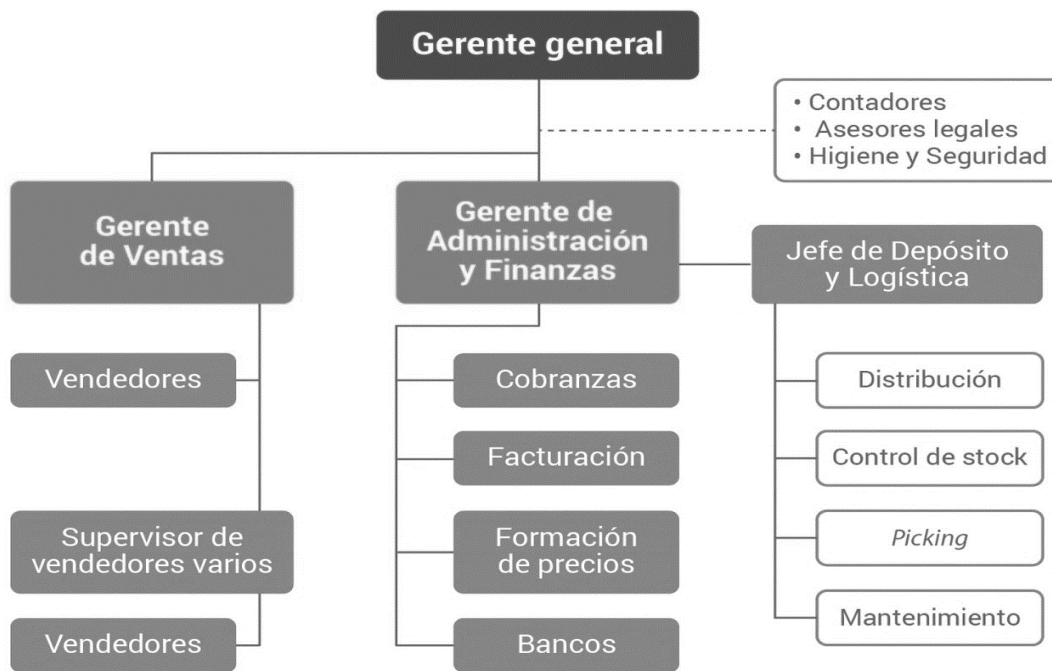 Gerente general
• Contadores
• Asesores legales
• Higiene y Seguridad
Gerente
de Ventas
Gerente de
Administración
y Finanzas
Jefe de Depósito
y Logística
Vendedores
Supervisor de
vendedores varios
Vendedores
Cobranzas
Facturación
Formación
de precios
Bancos
Distribución
Control de stock
Picking
Mantenimiento